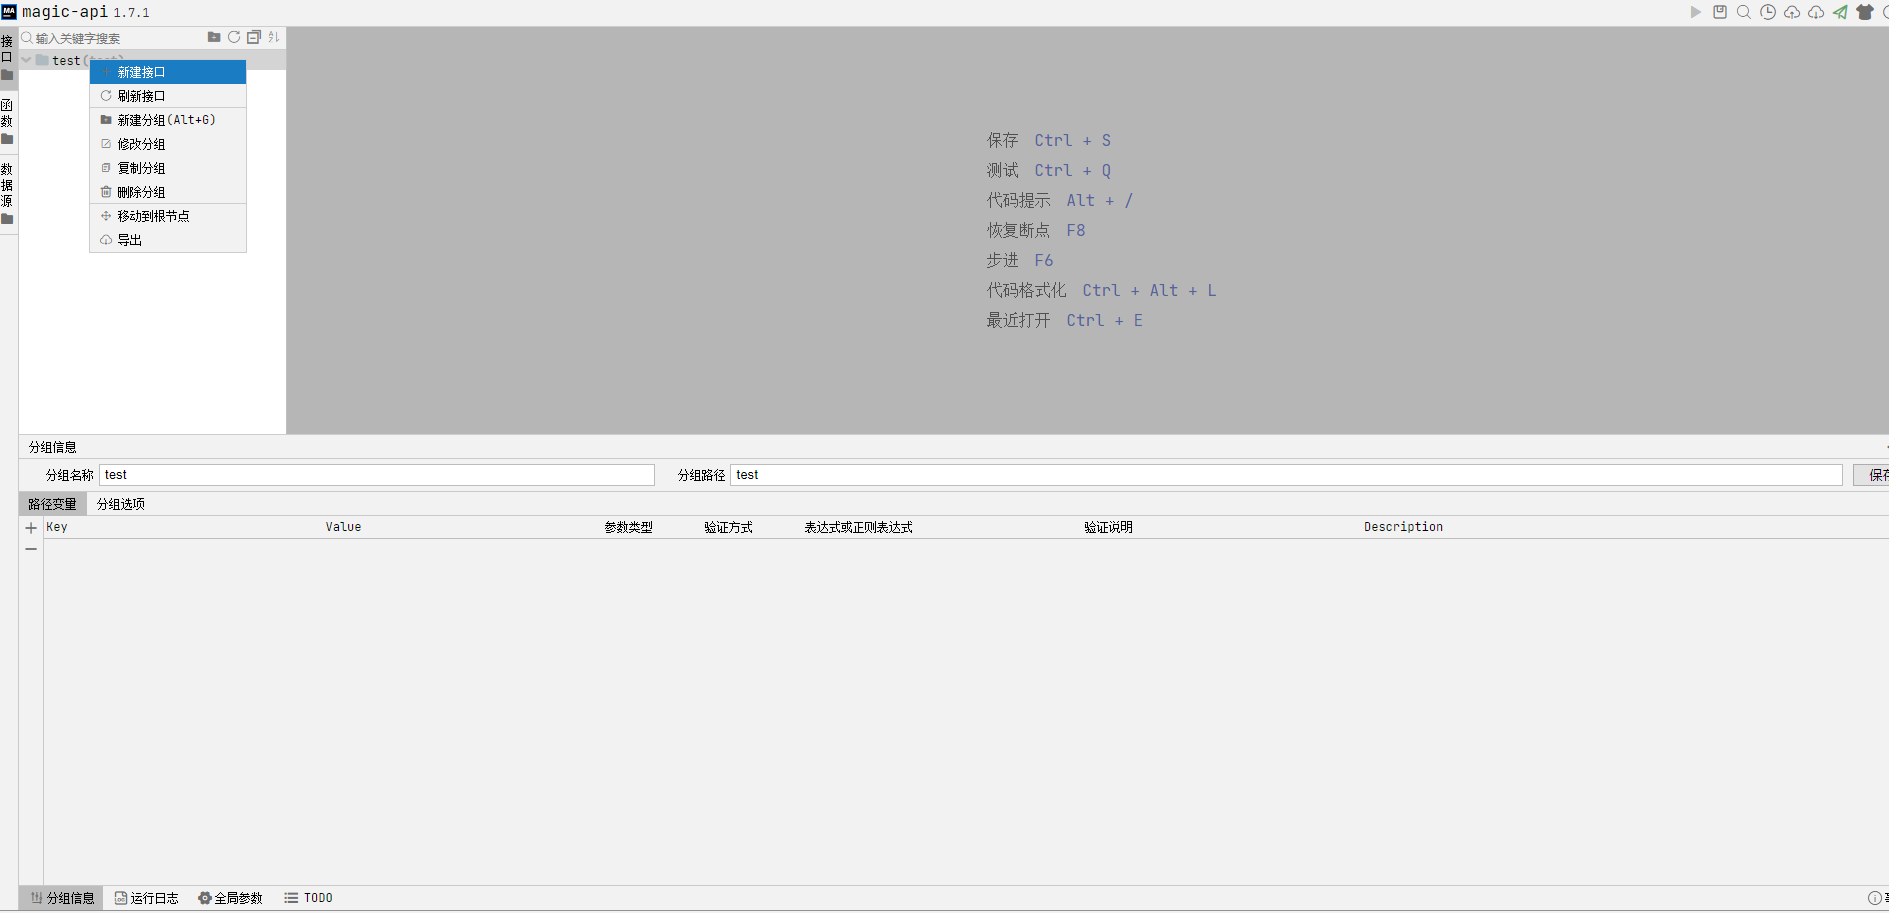 magic-api 1.7.1
输入关键字搜索
接口
函数
数据源
test
新建接口
刷新接口
新建分组(Alt+G)
修改分组
复制分组
删除分组
移动到根节点
导出
保存 Ctrl + S
测试 Ctrl + Q
代码提示 Alt + /
恢复断点 F8
步进 F6
代码格式化 Ctrl + Alt + L
最近打开 Ctrl + E
分组信息
分组名称 test 分组路径 test 保存
路径变量 分组选项
Key Value 参数类型 验证方式 表达式或正则表达式 验证说明 Description
分组信息 运行日志 全局参数 TODO